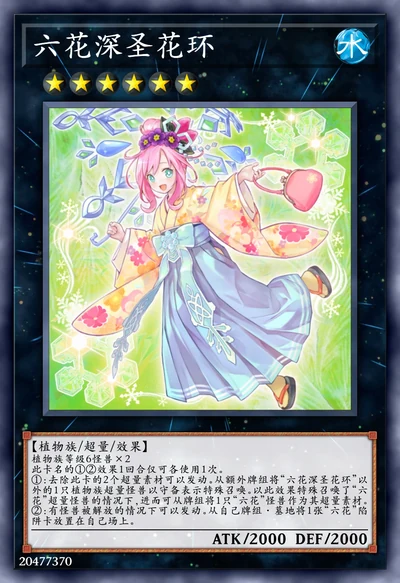 六花深圣花环
水
【植物族/超量/效果】
植物族等级6怪兽×2
此卡名的①②效果1回合仅可各使用1次。
①:去除此卡的2个超量素材可以发动。从额外牌组将“六花深圣花环”以
外的1只植物族超量怪兽以守备表示特殊召唤。以此效果特殊召唤了“六花
”超量怪兽的情况下,进而可从牌组将1只“六花”怪兽作为其超量素材。
②:有怪兽被解放的情况下可以发动。从自己牌组·墓地将1张“六花”陷
阱卡放置在自己场上。
ATK/2000 DEF/2000
20477370